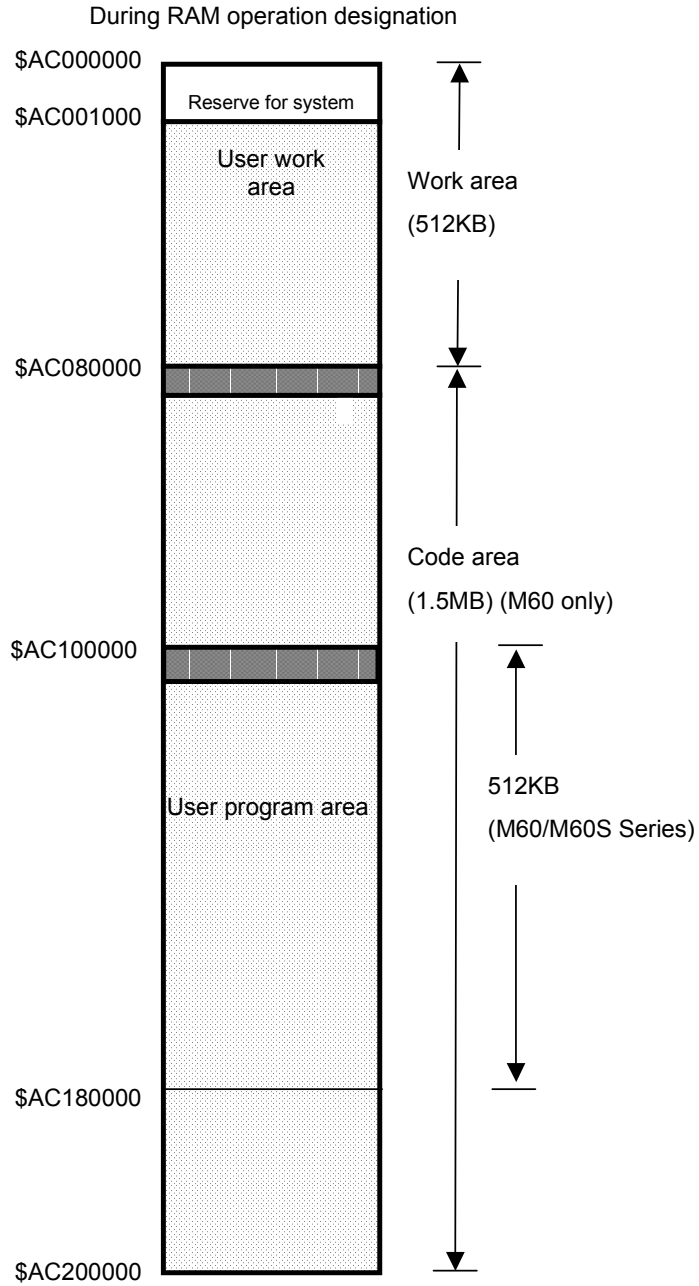 During RAM operation designation
$AC000000
Reserve for system
$AC001000
User work
area
Work area
(512KB)
$AC080000
Code area
(1.5MB) (M60 only)
$AC100000
512KB
(M60/M60S Series)
User program area
$AC180000
$AC200000